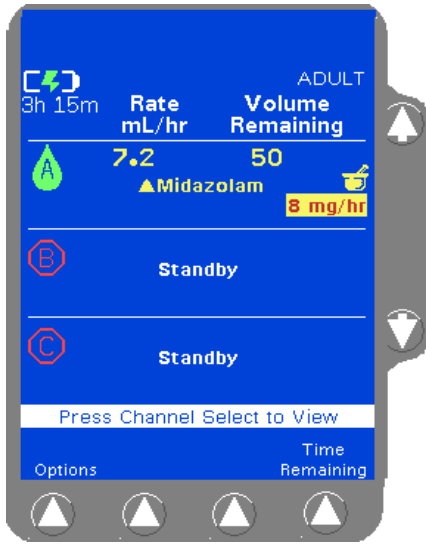 ADULT
3h 15m Rate Volume
mL/hr Remaining
A 7.2 50
▲Midazolam
8 mg/hr
B Standby
C Standby
Press Channel Select to View
Time
Options Remaining